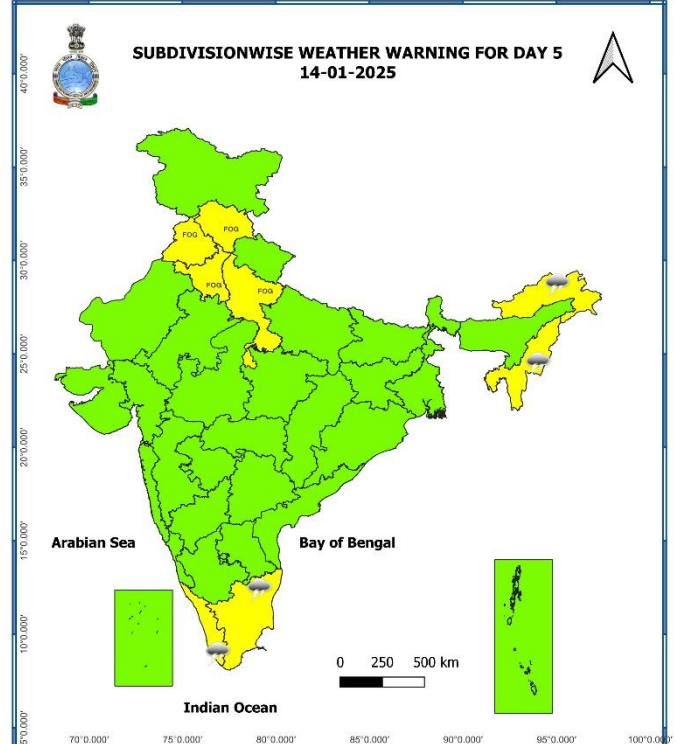 SUBDIVISIONWISE WEATHER WARNING FOR DAY 5
14-01-2025
40°0.000'
35°0.000'
FOG
FOG
30°0.000'
FOG
FOG
25°0.000'
20°0.000'
15°0.000'
Arabian Sea
Bay of Bengal
10°0.000'
0 250 500 km
Indian Ocean
5°0.000'
70°0.000' 75°0.000' 80°0.000' 85°0.000' 90°0.000' 95°0.000' 100°0.000'